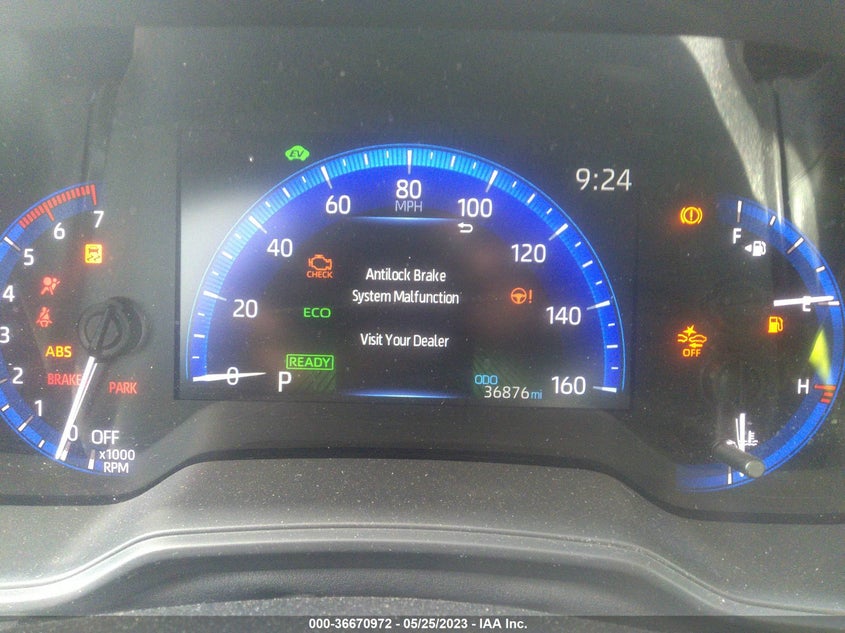 EV
9:24
80
MPH
60
100
40
120
20
140
0
160
CHECK
Antilock Brake
System Malfunction
Visit Your Dealer
ECO
READY
P
ODO
36876 mi
7
6
5
4
3
2
1
0
OFF
x1000
RPM
ABS
BRAKE
PARK
F
E
OFF
H
000-36670972 - 05/25/2023 - IAA Inc.